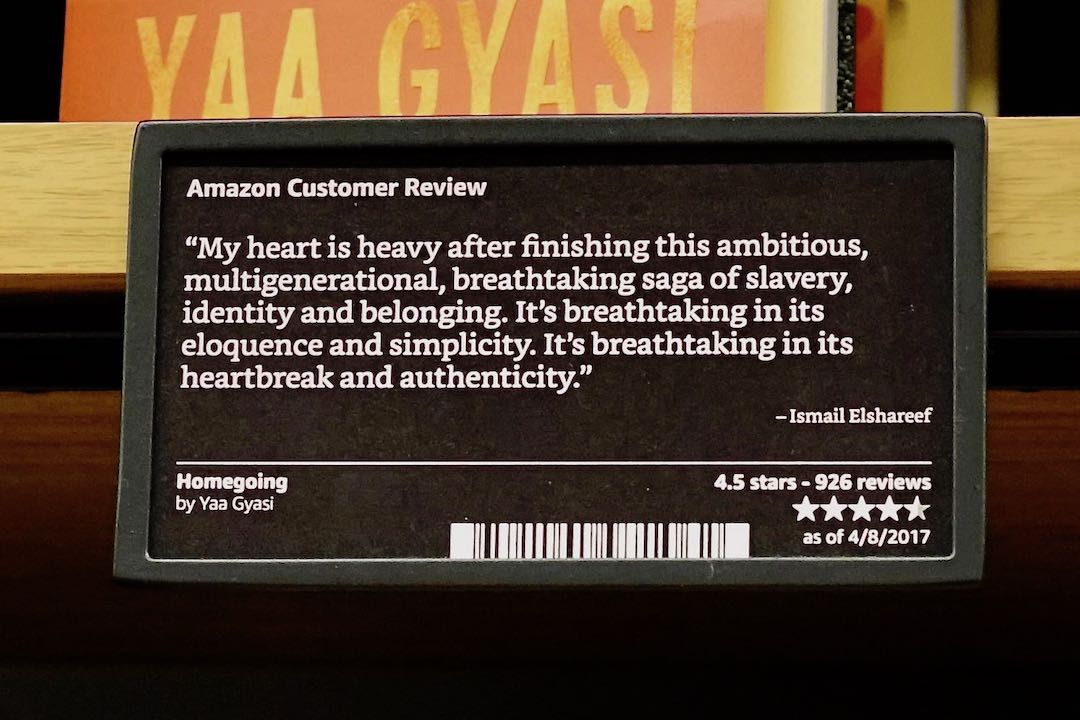 YAA GYASI
Amazon Customer Review
“My heart is heavy after finishing this ambitious,
multigenerational, breathtaking saga of slavery,
identity and belonging. It’s breathtaking in its
eloquence and simplicity. It’s breathtaking in its
heartbreak and authenticity.”
– Ismail Elshareef
Homegoing
by Yaa Gyasi
4.5 stars - 926 reviews
as of 4/8/2017